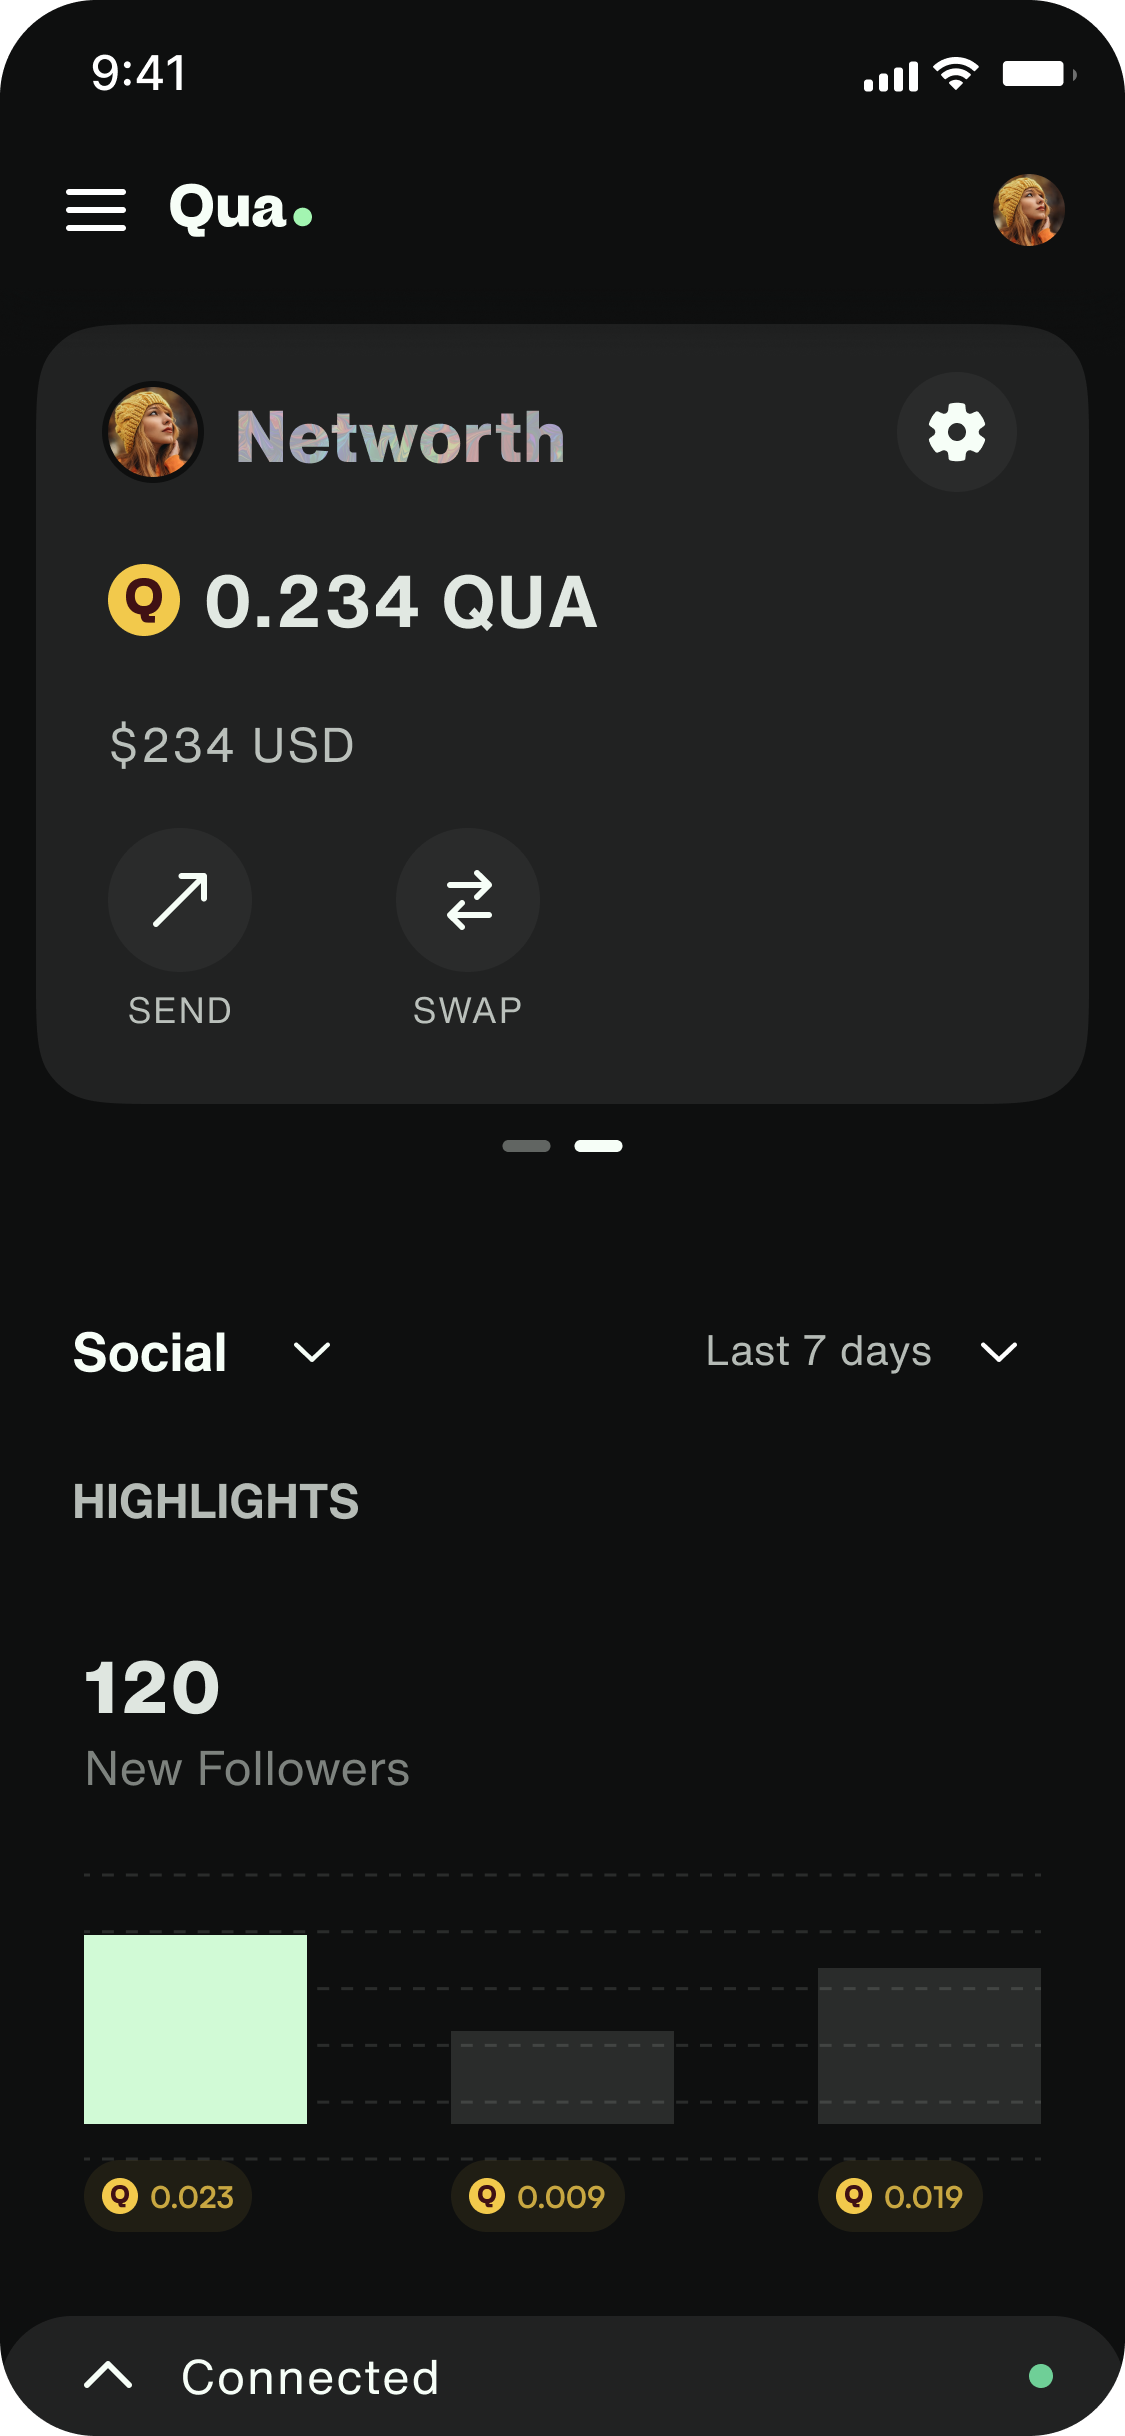 9:41
Qua.
Networth
Q 0.234 QUA
$234 USD
SEND SWAP
Social Last 7 days
HIGHLIGHTS
120
New Followers
Q 0.023 Q 0.009 Q 0.019
Connected